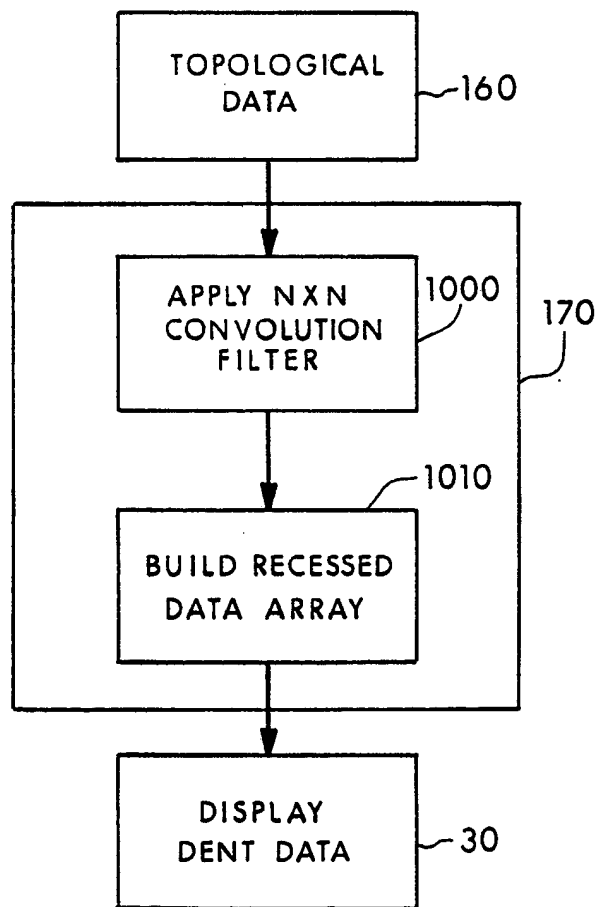 TOPOLOGICAL
DATA
160
APPLY NXN
CONVOLUTION
FILTER
1000
170
1010
BUILD RECESSED
DATA ARRAY
DISPLAY
DENT DATA
30